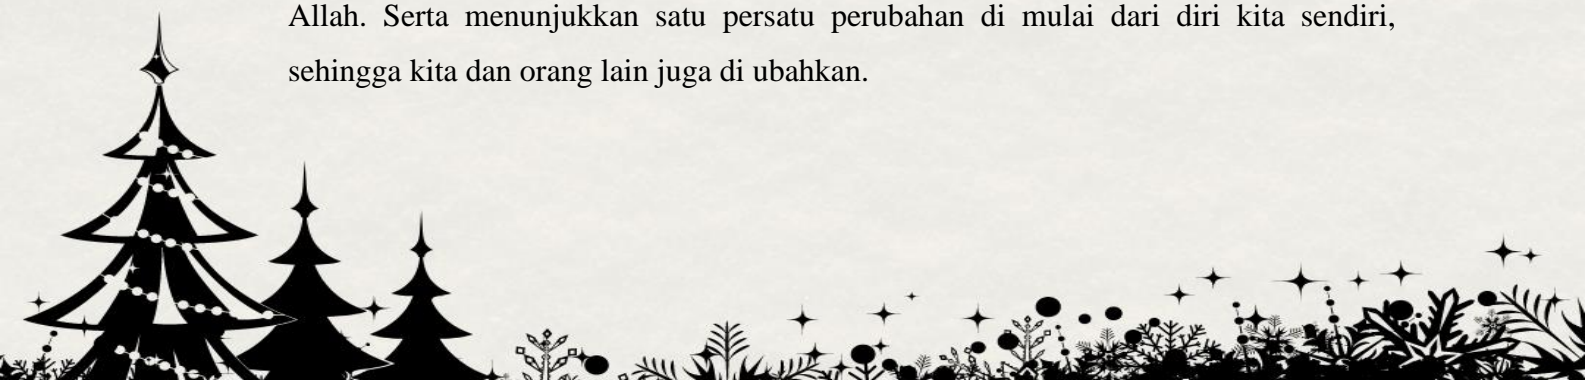 Allah. Serta menunjukkan satu persatu perubahan di mulai dari diri kita sendiri,
sehingga kita dan orang lain juga di ubahkan.